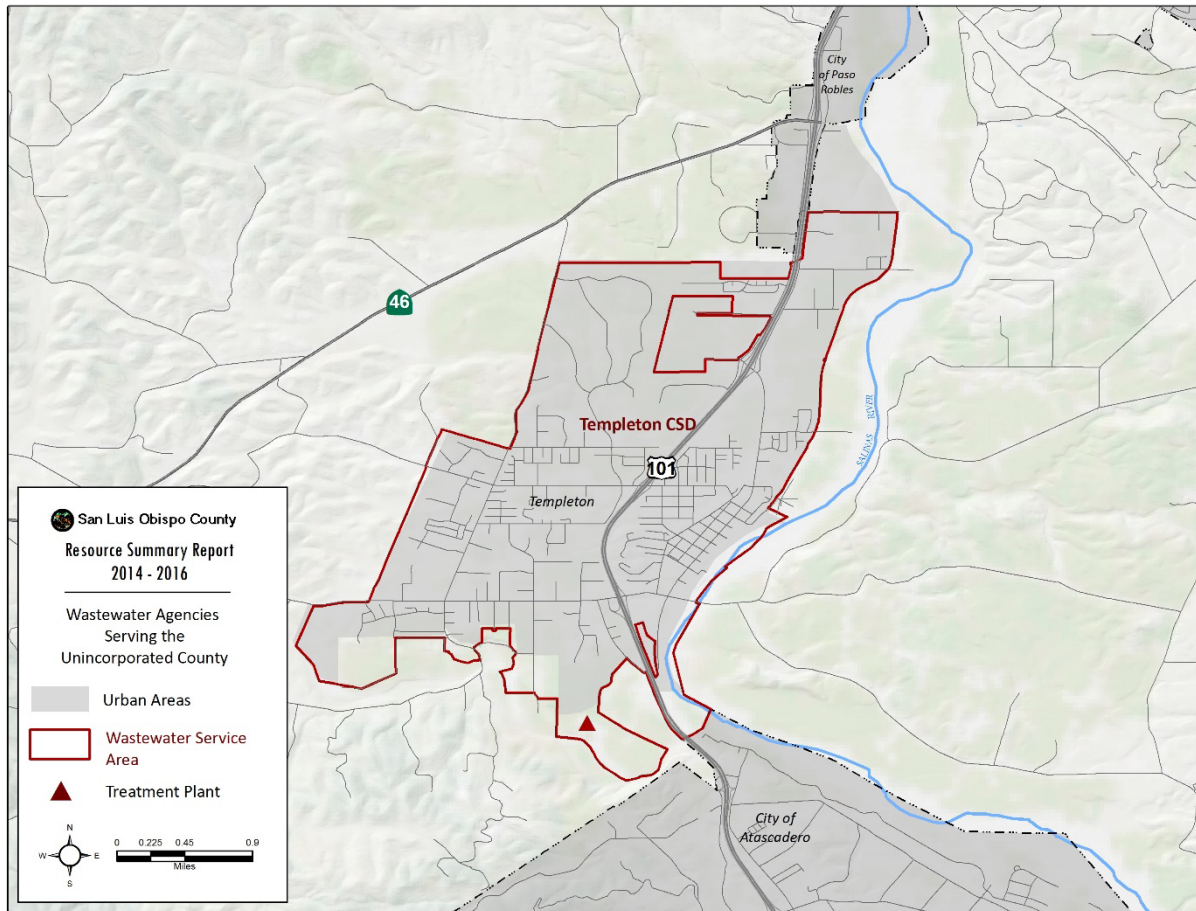 City
of Paso
Robles
46
SALINAS RIVER
Templeton CSD
101
Templeton
San Luis Obispo County
Resource Summary Report
2014 - 2016
Wastewater Agencies
Serving the
Unincorporated County
Urban Areas
Wastewater Service
Area
Treatment Plant
N
W E
S
0 0.225 0.45 0.9
Miles
City of
Atascadero